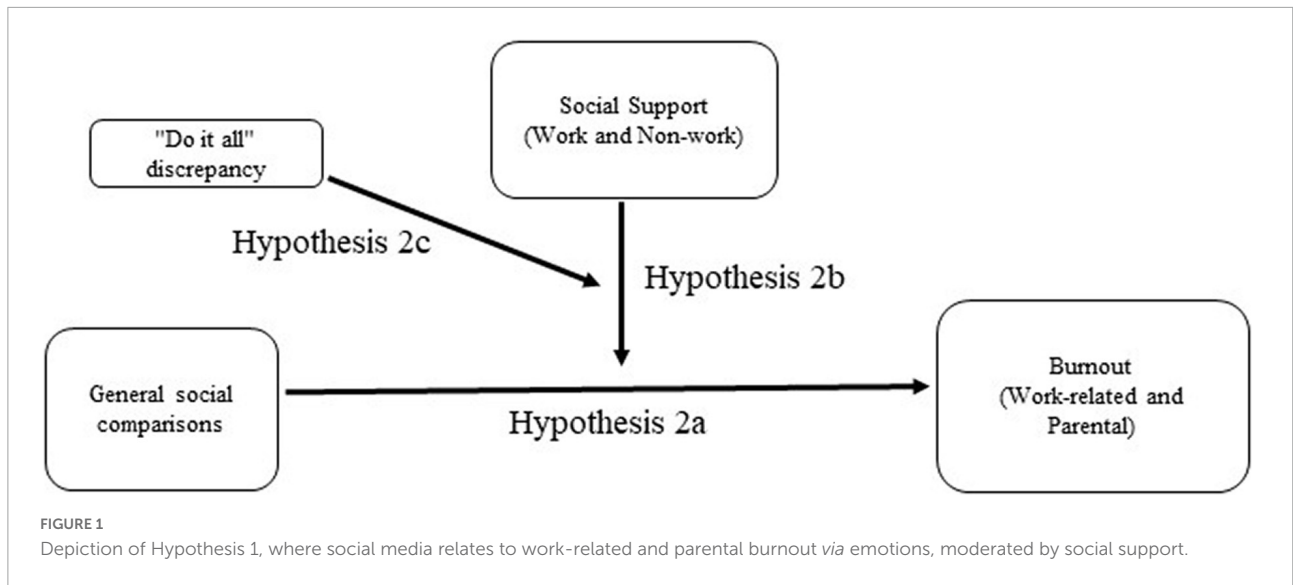 Social Support
(Work and Non-work)
"Do it all"
discrepancy
Hypothesis 2c
Hypothesis 2b
General social
comparisons
Hypothesis 2a
Burnout
(Work-related and
Parental)
FIGURE 1
Depiction of Hypothesis 1, where social media relates to work-related and parental burnout via emotions, moderated by social support.